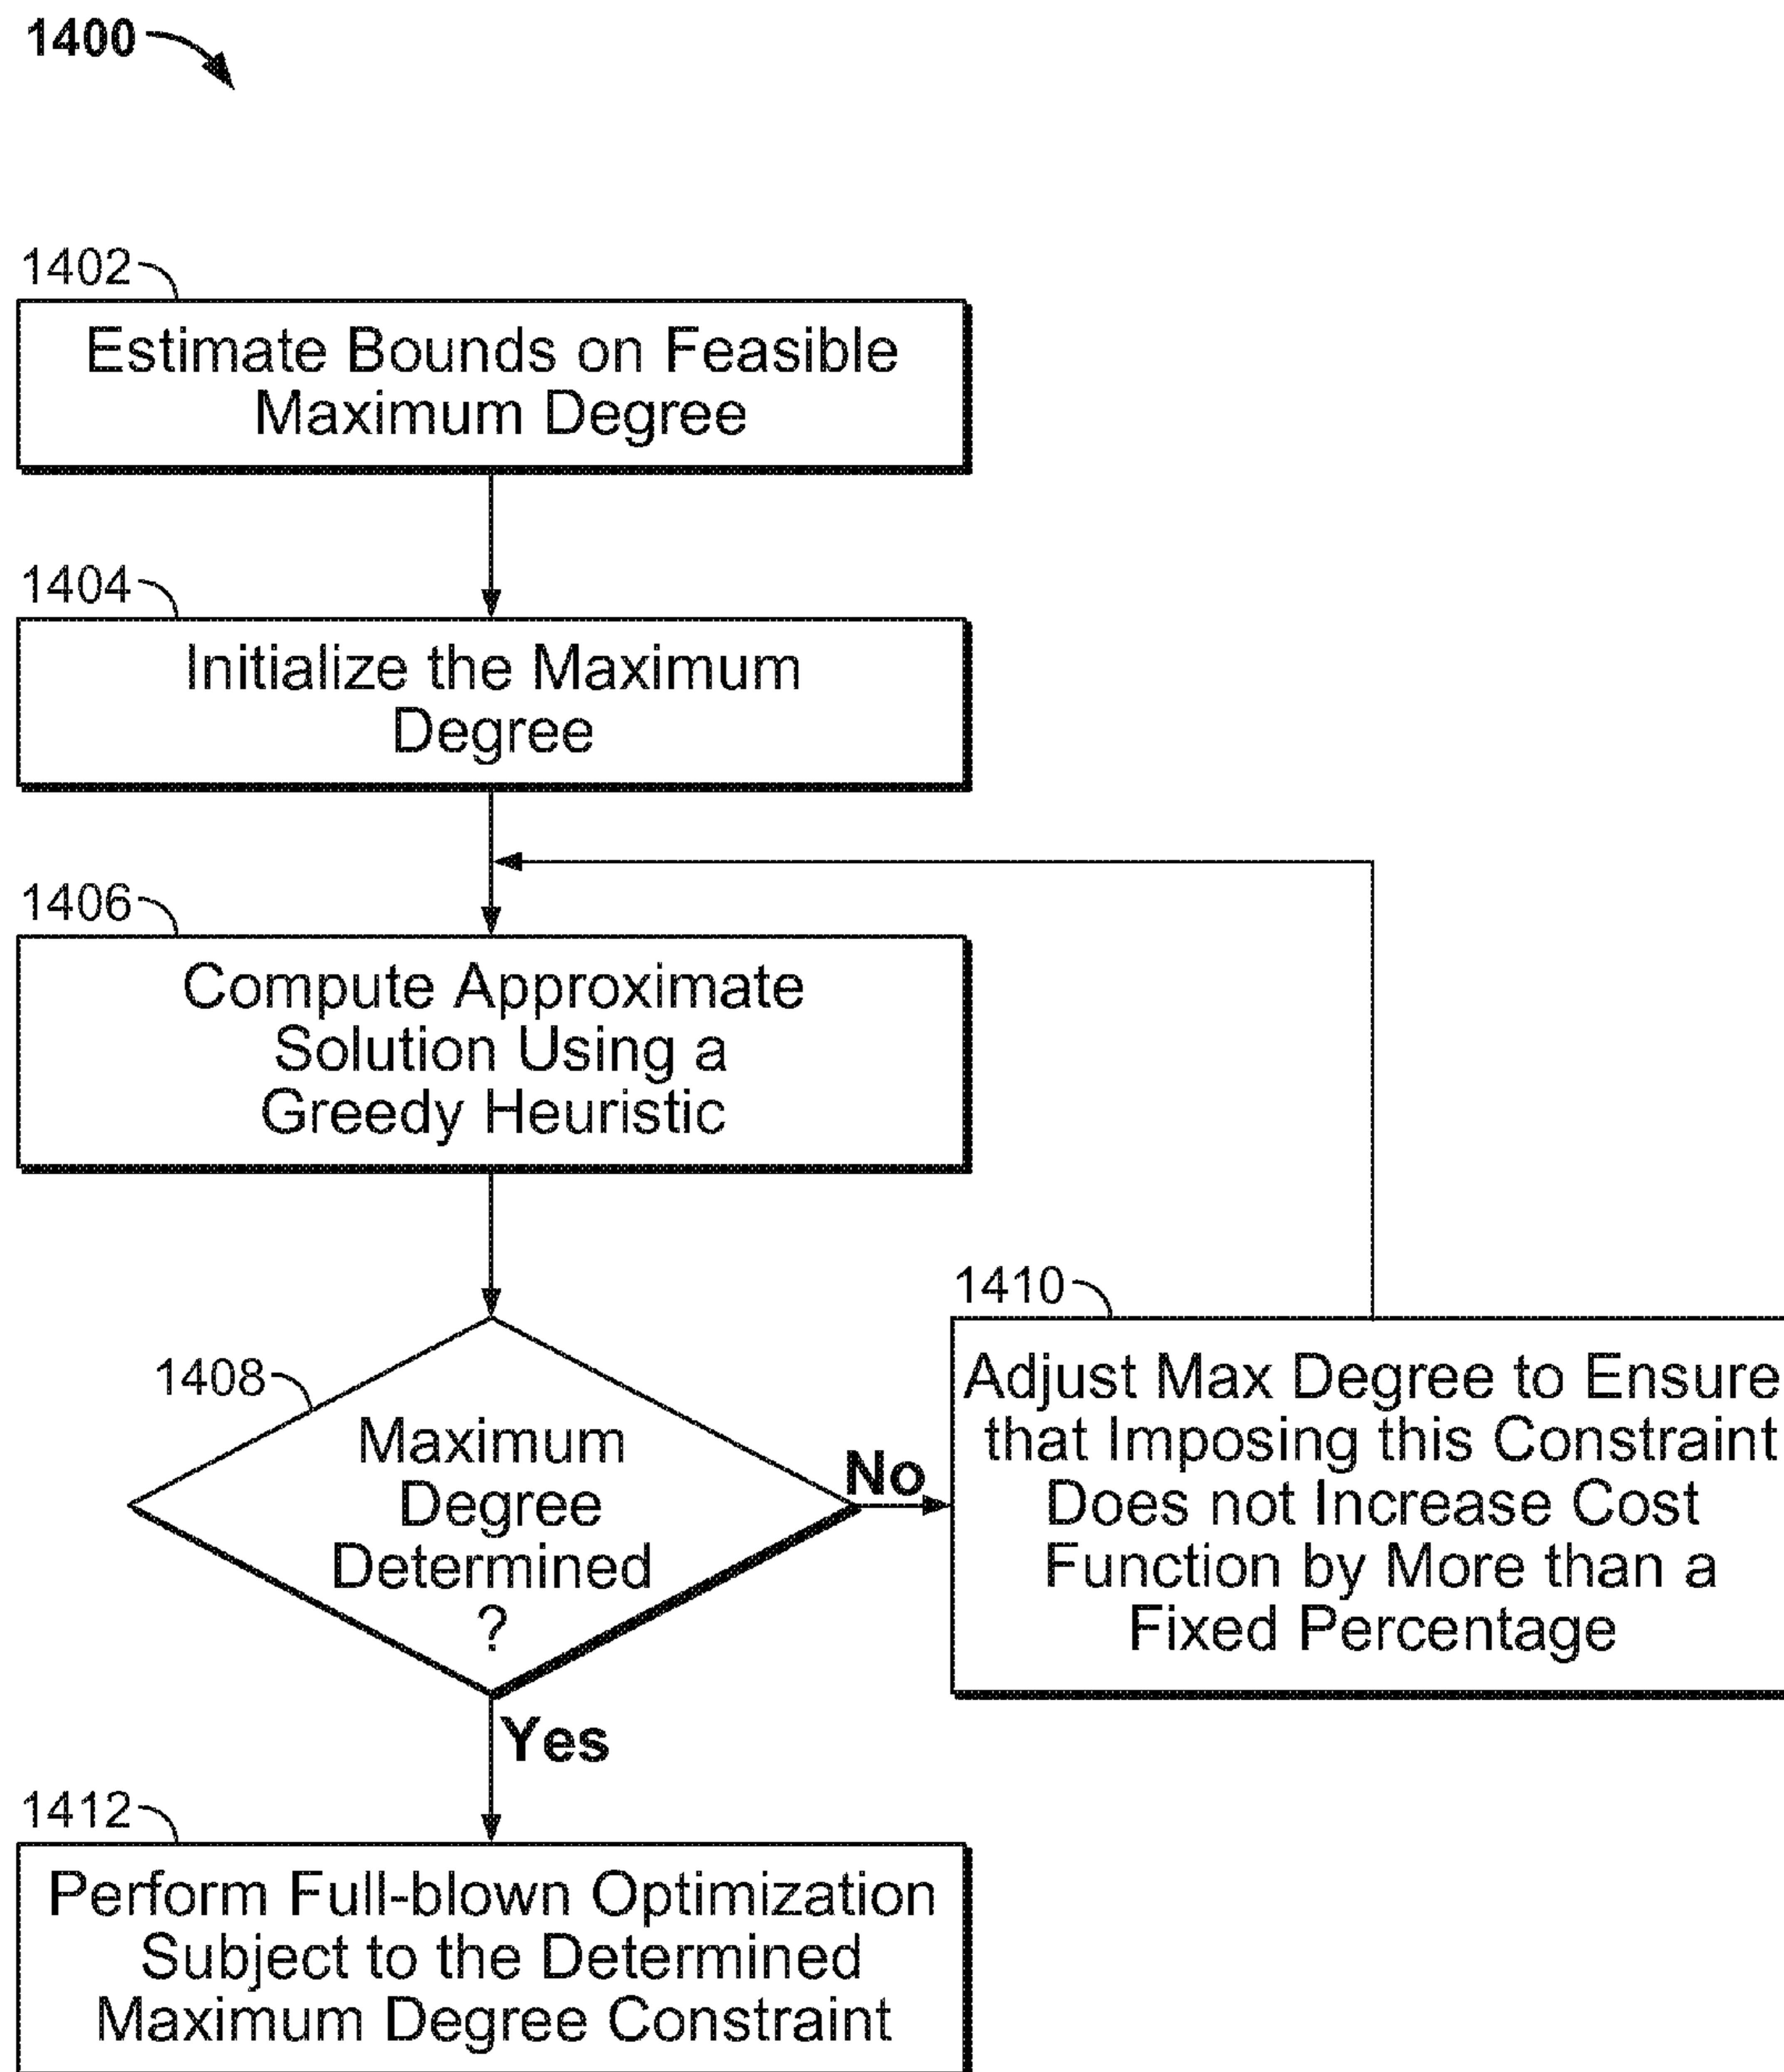 1400
1402
Estimate Bounds on Feasible
Maximum Degree
1404
Initialize the Maximum
Degree
1406
Compute Approximate
Solution Using a
Greedy Heuristic
1408
Maximum
Degree
Determined
?
No
1410
Adjust Max Degree to Ensure
that Imposing this Constraint
Does not Increase Cost
Function by More than a
Fixed Percentage
Yes
1412
Perform Full-blown Optimization
Subject to the Determined
Maximum Degree Constraint